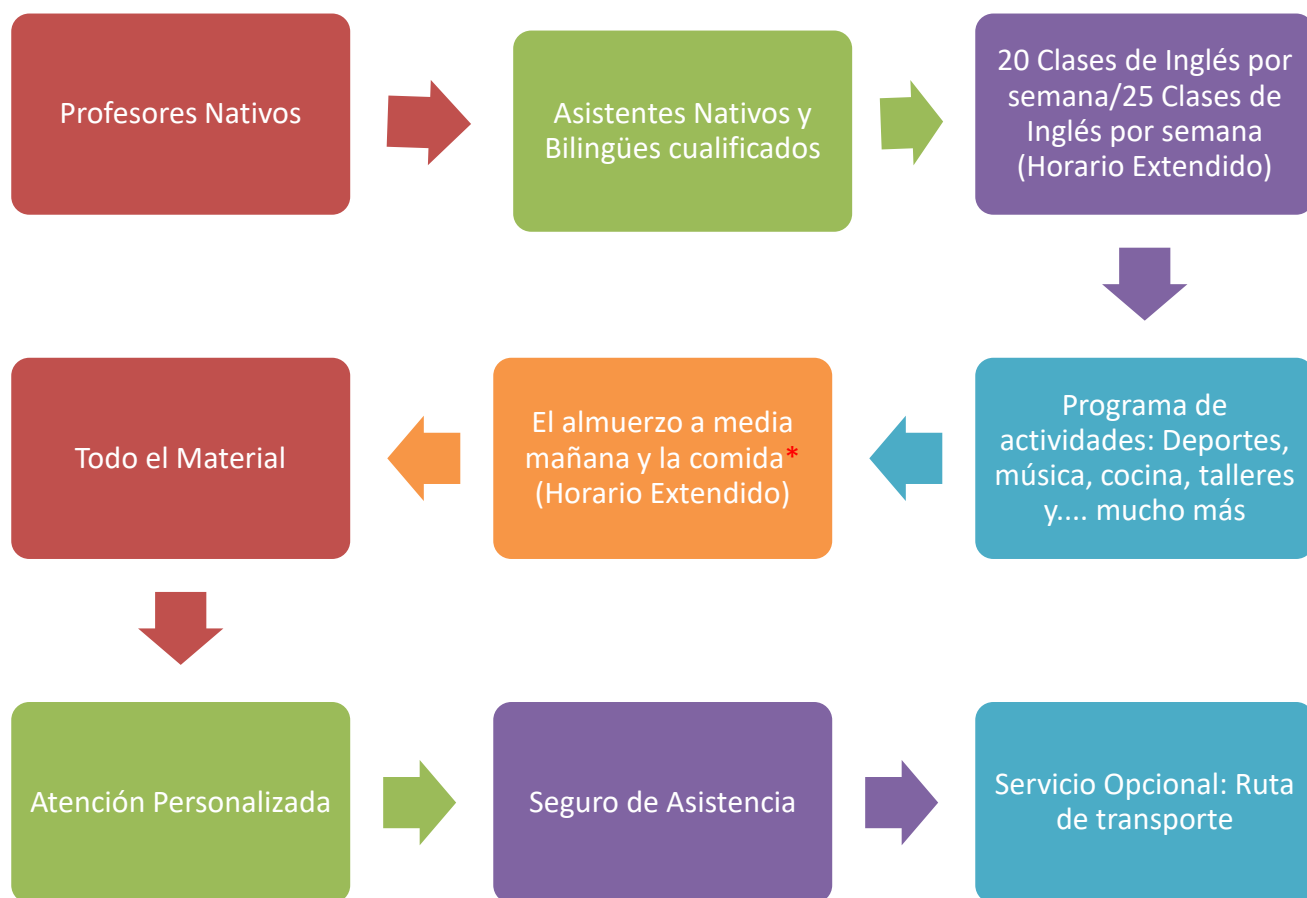 Profesores Nativos
Asistentes Nativos y
Bilingües cualificados
20 Clases de Inglés por
semana/25 Clases de
Inglés por semana
(Horario Extendido)
Programa de
actividades: Deportes,
música, cocina, talleres
y.... mucho más
El almuerzo a media
mañana y la comida*
(Horario Extendido)
Todo el Material
Atención Personalizada
Seguro de Asistencia
Servicio Opcional: Ruta
de transporte